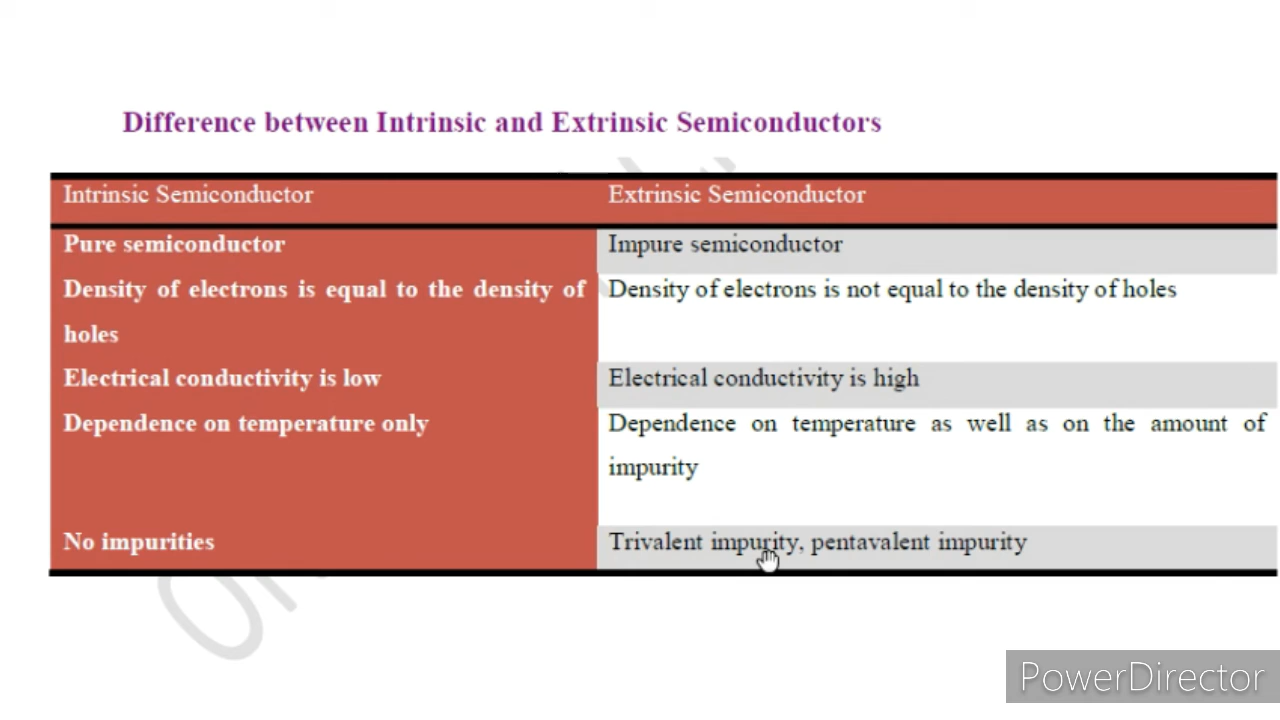 Difference between Intrinsic and Extrinsic Semiconductors
Intrinsic Semiconductor
Extrinsic Semiconductor
Pure semiconductor
Impure semiconductor
Density of electrons is equal to the density of
holes
Density of electrons is not equal to the density of holes
Electrical conductivity is low
Electrical conductivity is high
Dependence on temperature only
Dependence on temperature as well as on the amount of
impurity
No impurities
Trivalent impurity, pentavalent impurity
PowerDirector